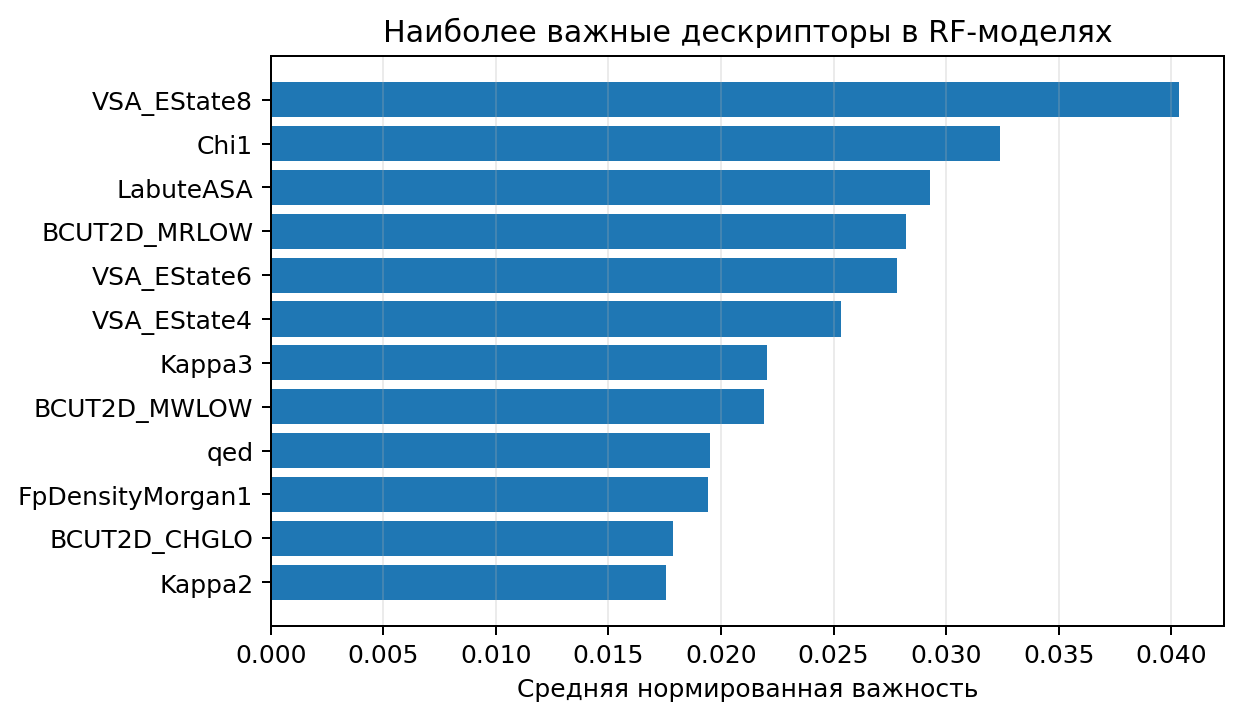 Наиболее важные дескрипторы в RF-моделях
VSA_EState8
Chi1
LabuteASA
BCUT2D_MRLOW
VSA_EState6
VSA_EState4
Kappa3
BCUT2D_MWLOW
qed
FpDensityMorgan1
BCUT2D_CHGLO
Kappa2
0.000 0.005 0.010 0.015 0.020 0.025 0.030 0.035 0.040
Средняя нормированная важность